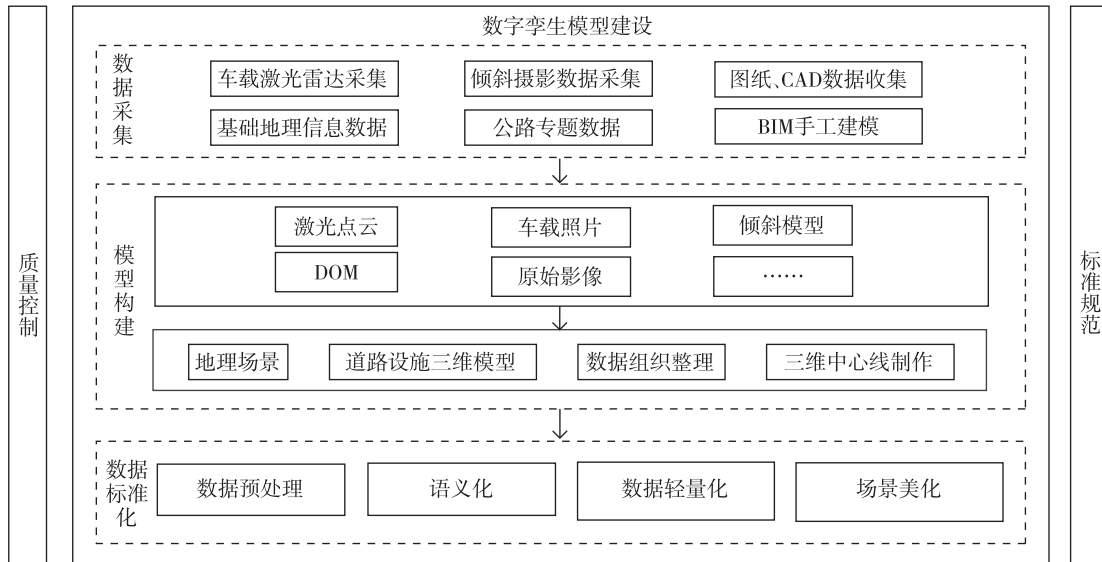 数字孪生模型建设
质量控制
标准规范
数据采集
车载激光雷达采集
倾斜摄影数据采集
图纸、CAD数据收集
基础地理信息数据
公路专题数据
BIM手工建模
模型构建
激光点云
车载照片
倾斜模型
DOM
原始影像
……
地理场景
道路设施三维模型
数据组织整理
三维中心线制作
数据
标准
化
数据预处理
语义化
数据轻量化
场景美化